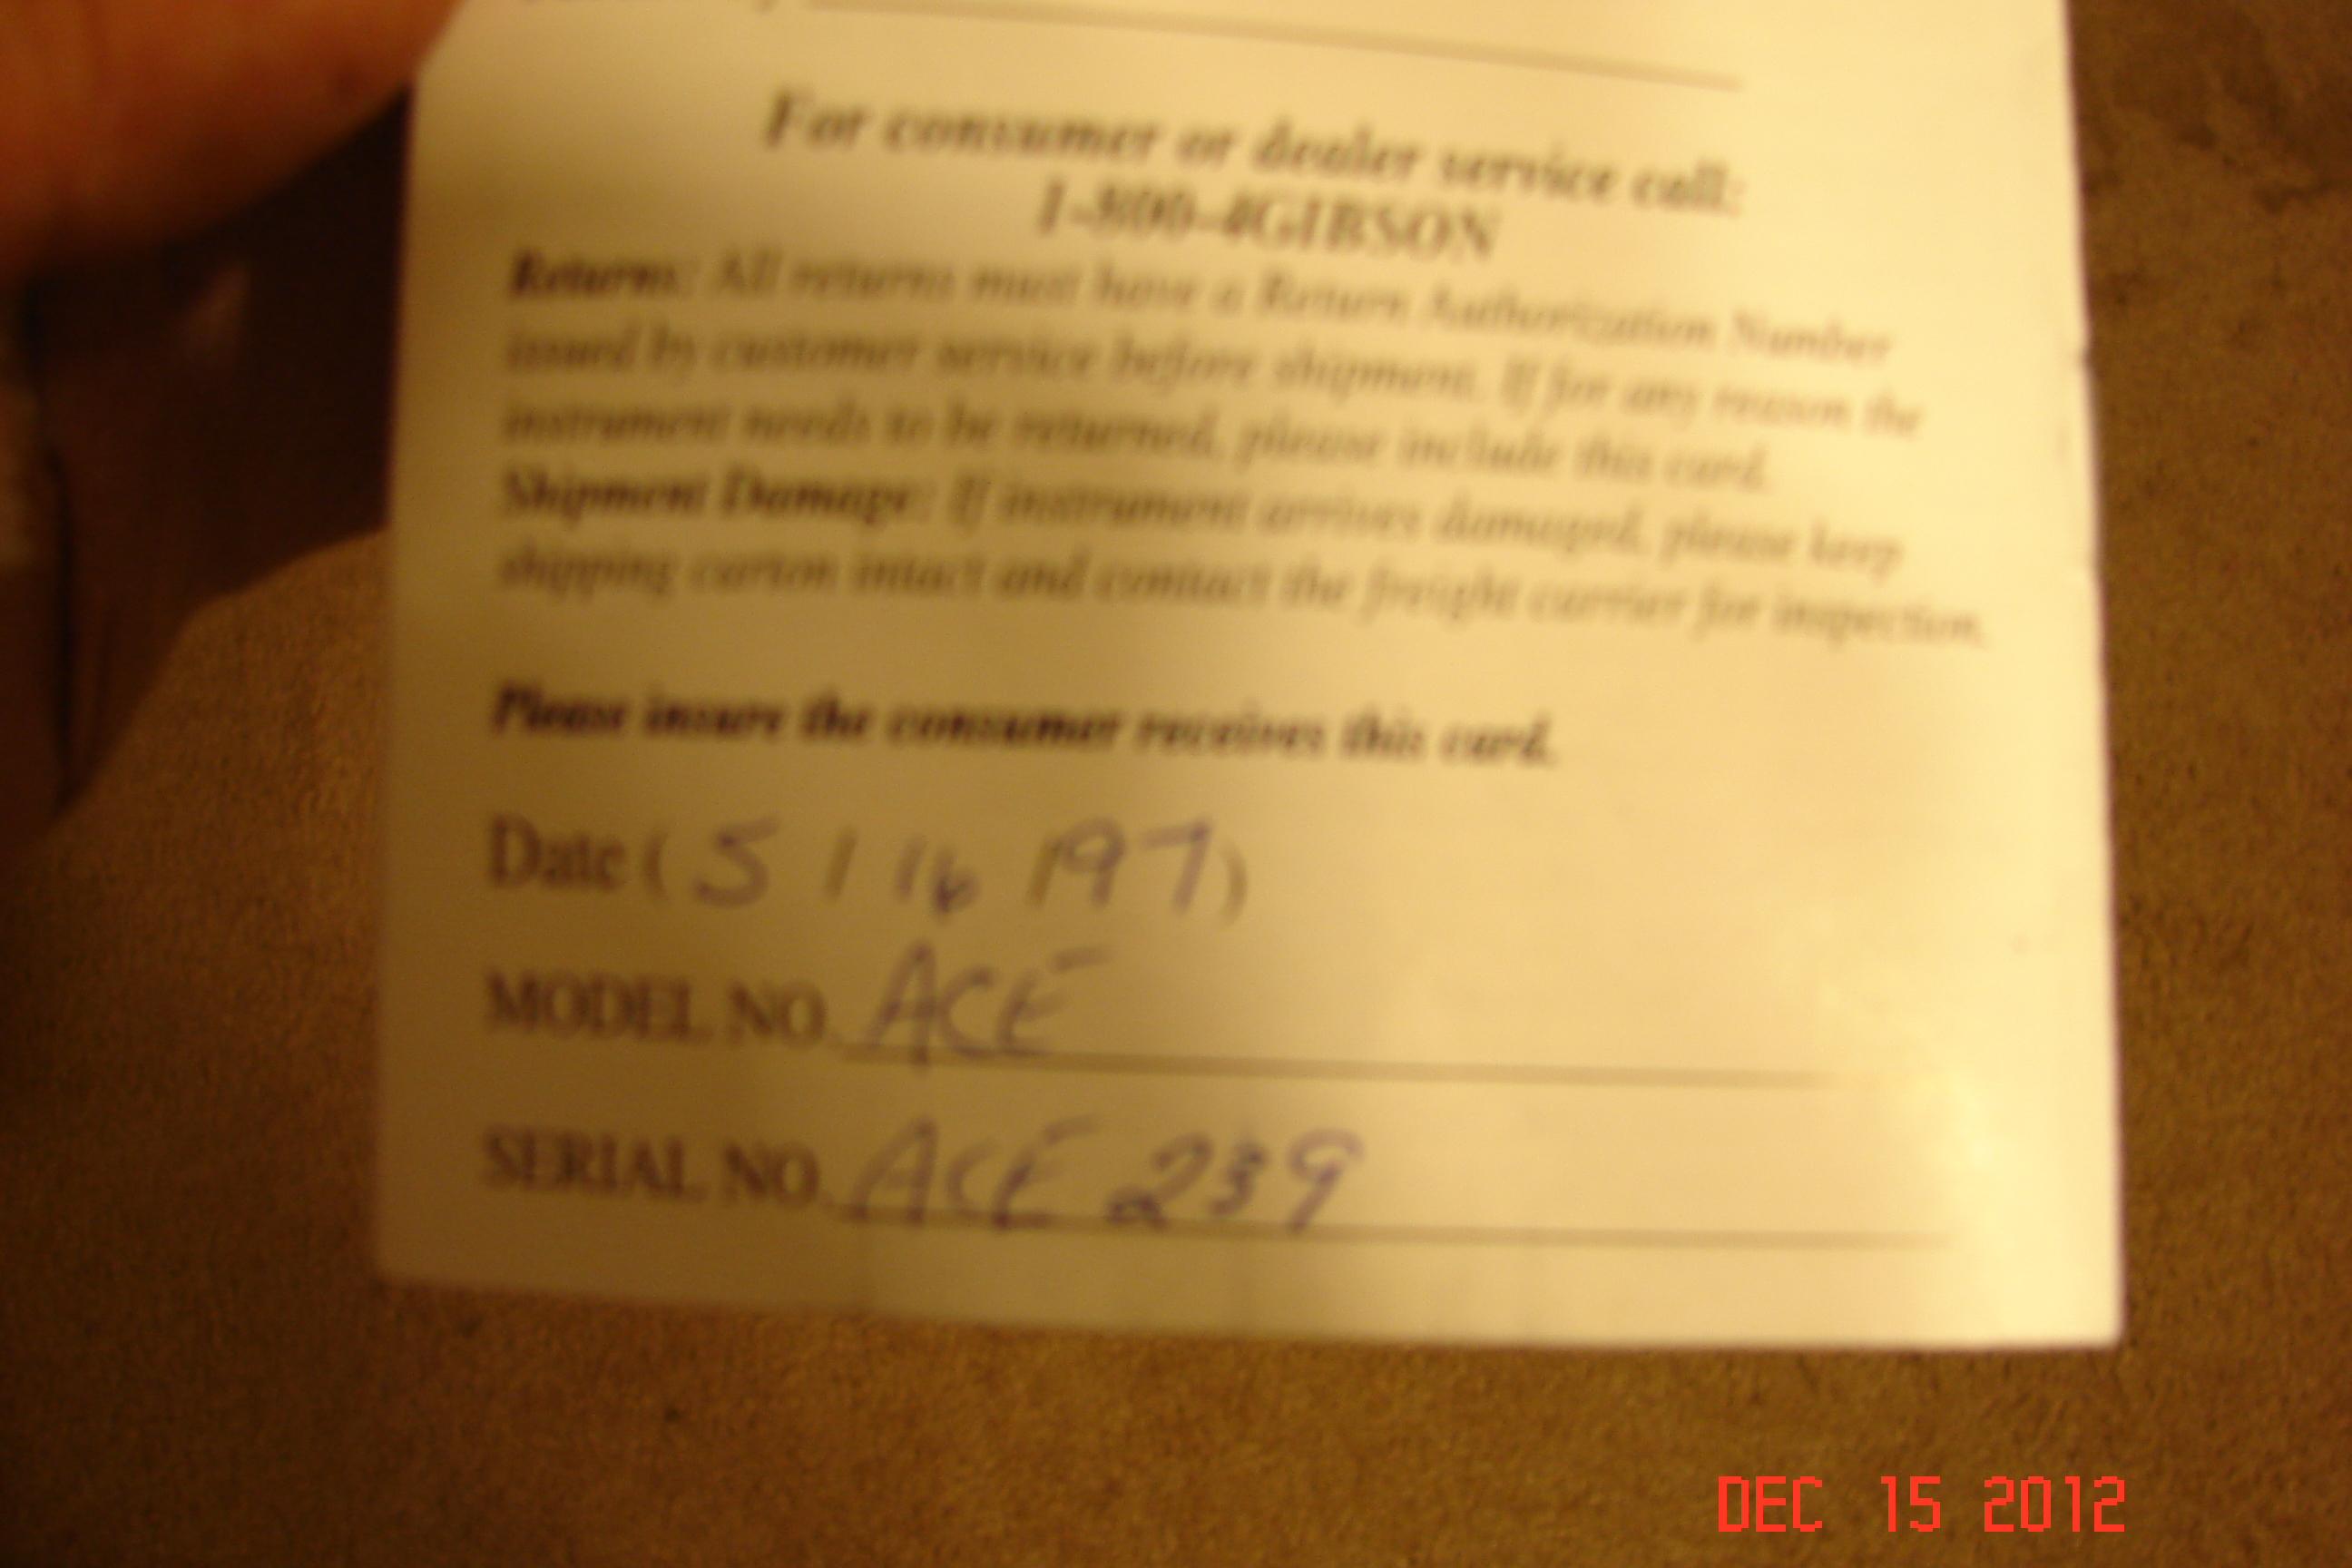 For consumer or dealer service call:
1-800-4GIBSON
Returns: All returns must have a Return Authorization Number
issued by customer service before shipment. If for any reason the
instrument needs to be returned, please include this card.
Shipment Damage: If instrument arrives damaged, please keep
shipping carton intact and contact the freight carrier for inspection.
Please insure the consumer receives this card.
Date ( 5 / 16 / 97 )
MODEL NO. ACE
SERIAL NO. ACE 239
DEC 15 2012